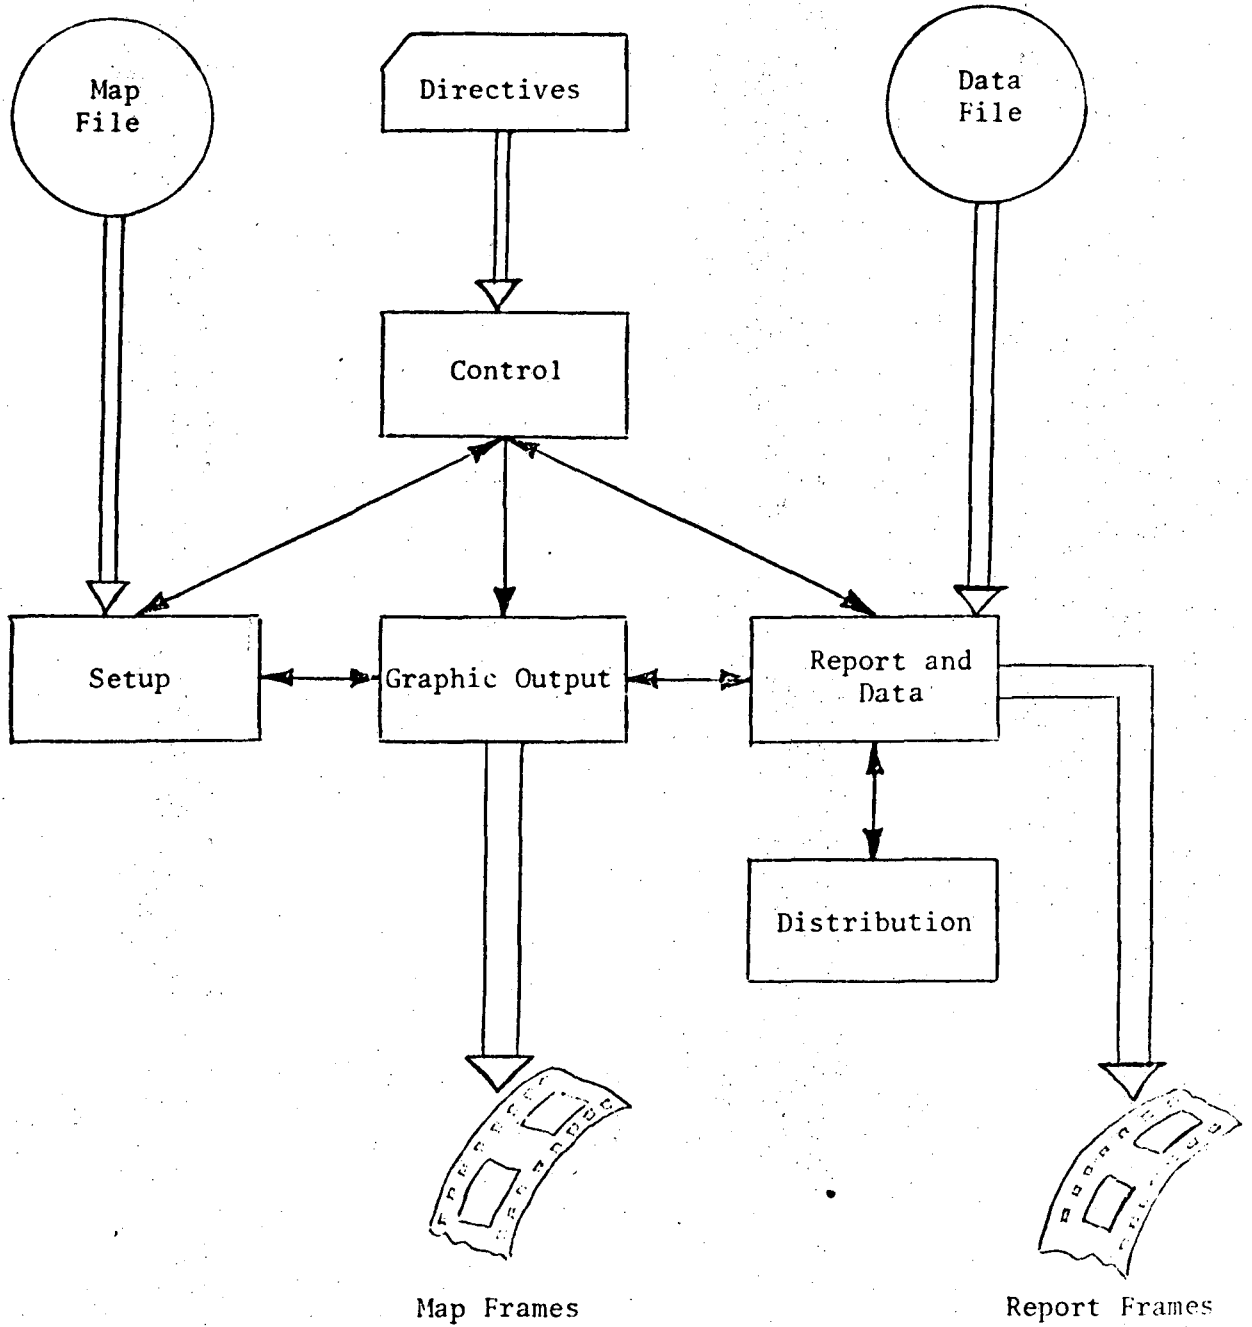 Map
File
Directives
Data
File
Control
Setup
Graphic Output
Report and
Data
Distribution
Map Frames
Report Frames